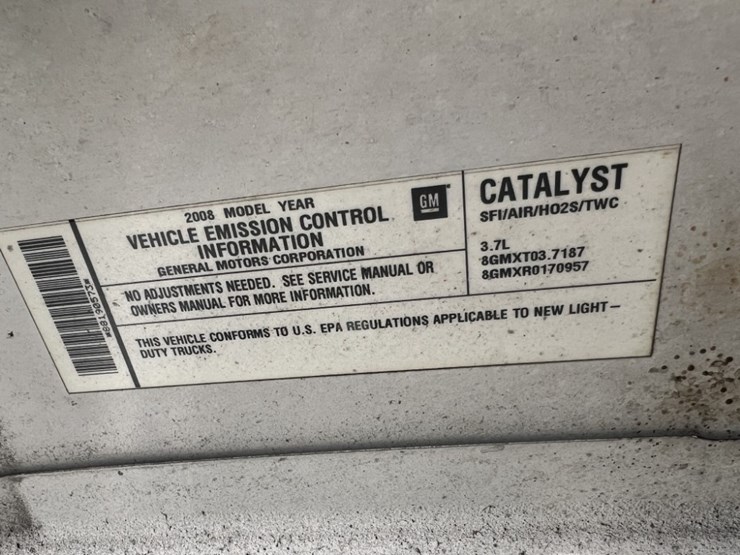 2008 MODEL YEAR
VEHICLE EMISSION CONTROL
INFORMATION
GENERAL MOTORS CORPORATION
GM
CATALYST
SFI/AIR/HO2S/TWC
3.7L
8GMXT03.7187
8GMXR0170957
NO ADJUSTMENTS NEEDED. SEE SERVICE MANUAL OR
OWNERS MANUAL FOR MORE INFORMATION.
THIS VEHICLE CONFORMS TO U.S. EPA REGULATIONS APPLICABLE TO NEW LIGHT–
DUTY TRUCKS.